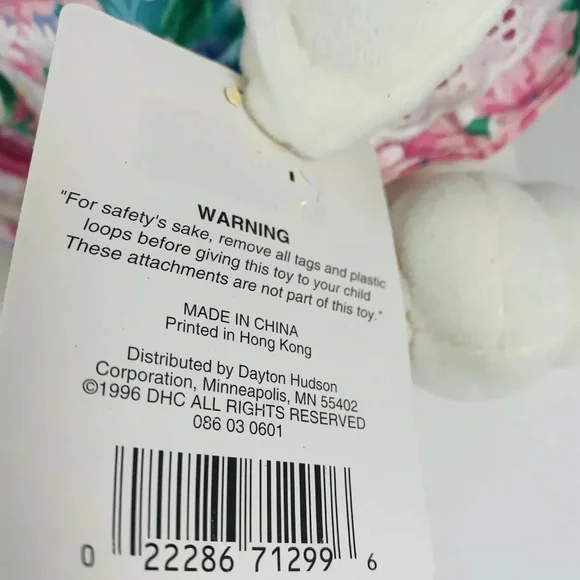 WARNING
"For safety's sake, remove all tags and plastic
loops before giving this toy to your child
These attachments are not part of this toy."
MADE IN CHINA
Printed in Hong Kong
Distributed by Dayton Hudson
Corporation, Minneapolis, MN 55402
©1996 DHC ALL RIGHTS RESERVED
086 03 0601
0 22286 71299 6